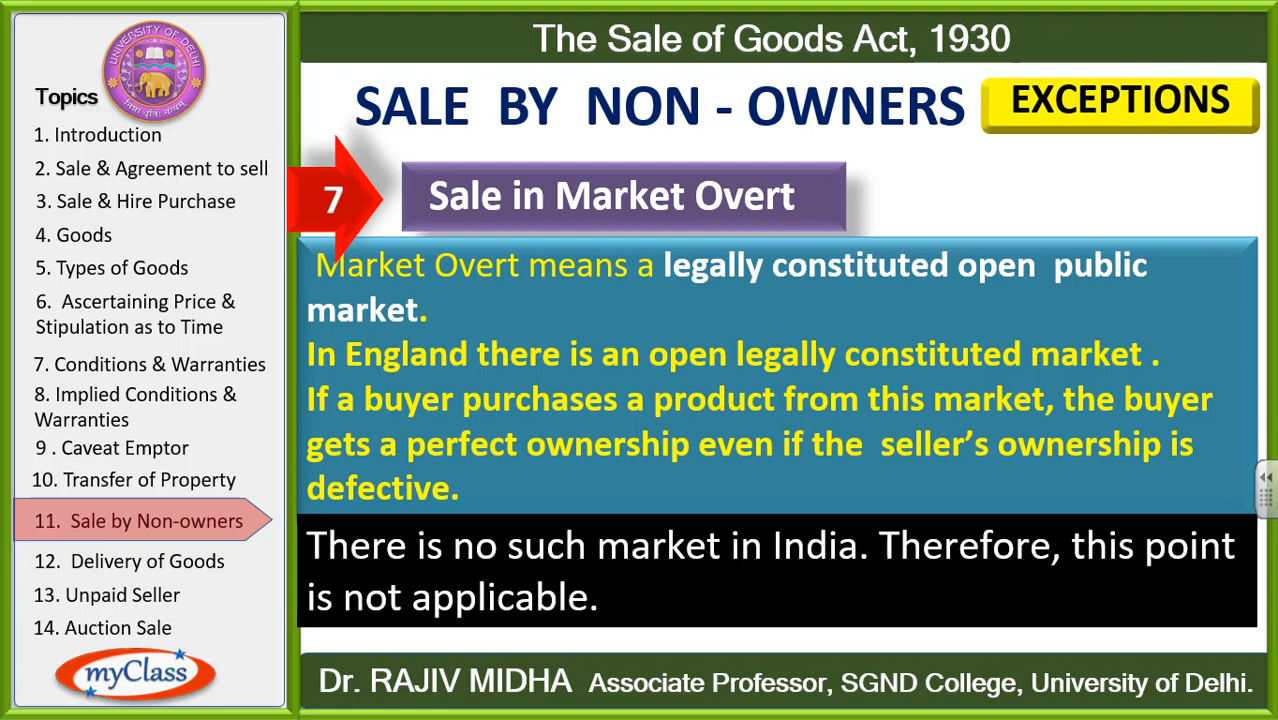 UNIVERSITY OF DELHI
Topics
1. Introduction
2. Sale & Agreement to sell
3. Sale & Hire Purchase
4. Goods
5. Types of Goods
6. Ascertaining Price &
Stipulation as to Time
7. Conditions & Warranties
8. Implied Conditions &
Warranties
9 . Caveat Emptor
10. Transfer of Property
11. Sale by Non-owners
12. Delivery of Goods
13. Unpaid Seller
14. Auction Sale
myClass
The Sale of Goods Act, 1930
SALE BY NON - OWNERS
EXCEPTIONS
7
Sale in Market Overt
Market Overt means a legally constituted open public
market.
In England there is an open legally constituted market .
If a buyer purchases a product from this market, the buyer
gets a perfect ownership even if the seller’s ownership is
defective.
There is no such market in India. Therefore, this point
is not applicable.
Dr. RAJIV MIDHA Associate Professor, SGND College, University of Delhi.